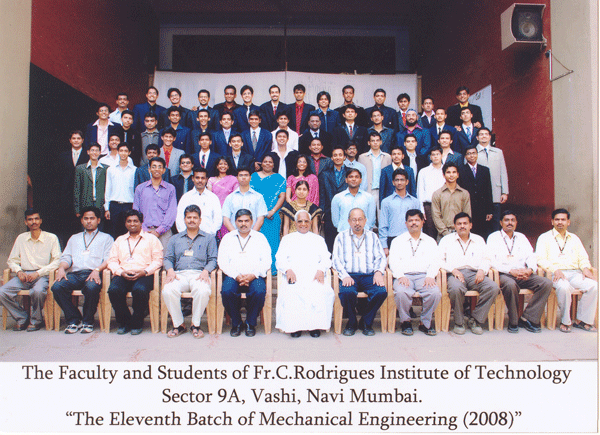 The Faculty and Students of Fr.C.Rodrigues Institute of Technology
Sector 9A, Vashi, Navi Mumbai.
“The Eleventh Batch of Mechanical Engineering (2008)”